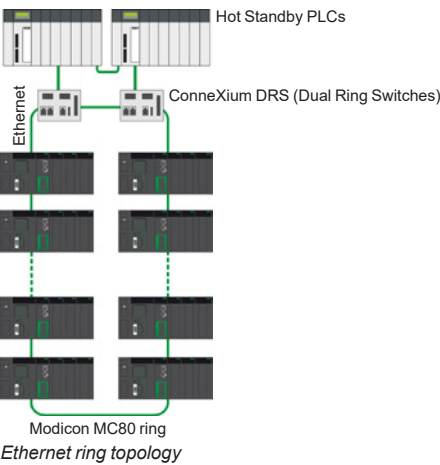 Hot Standby PLCs
ConneXium DRS (Dual Ring Switches)
Ethernet
Modicon MC80 ring
Ethernet ring topology